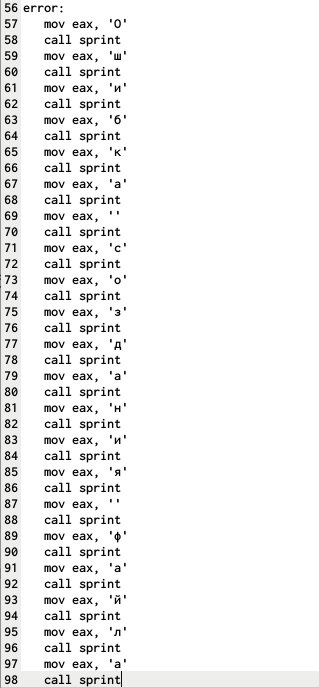 56 error:
57 mov eax, 'О'
58 call sprint
59 mov eax, 'ш'
60 call sprint
61 mov eax, 'и'
62 call sprint
63 mov eax, 'б'
64 call sprint
65 mov eax, 'к'
66 call sprint
67 mov eax, 'а'
68 call sprint
69 mov eax, ''
70 call sprint
71 mov eax, 'с'
72 call sprint
73 mov eax, 'о'
74 call sprint
75 mov eax, 'з'
76 call sprint
77 mov eax, 'д'
78 call sprint
79 mov eax, 'а'
80 call sprint
81 mov eax, 'н'
82 call sprint
83 mov eax, 'и'
84 call sprint
85 mov eax, 'я'
86 call sprint
87 mov eax, ''
88 call sprint
89 mov eax, 'ф'
90 call sprint
91 mov eax, 'а'
92 call sprint
93 mov eax, 'й'
94 call sprint
95 mov eax, 'л'
96 call sprint
97 mov eax, 'а'
98 call sprint